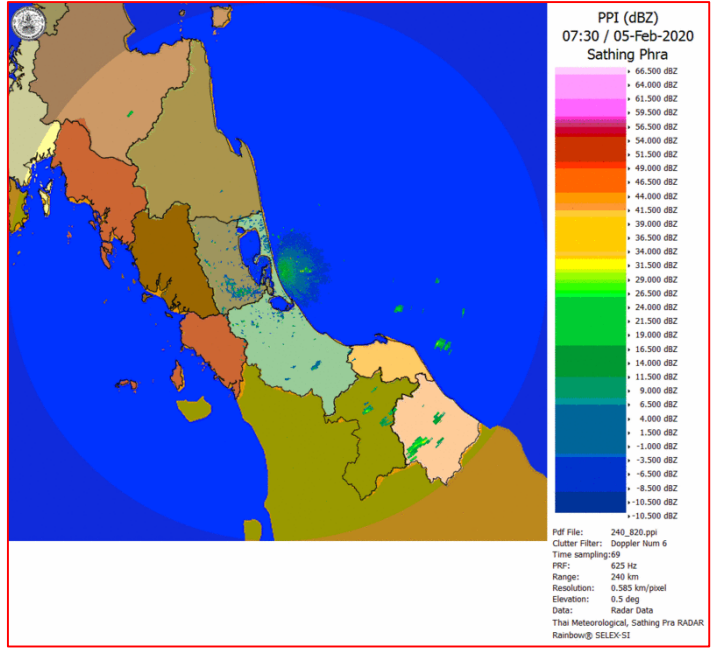 PPI (dBZ)
07:30 / 05-Feb-2020
Sathing Phra
66.500 dBZ
64.000 dBZ
61.500 dBZ
59.500 dBZ
56.500 dBZ
54.000 dBZ
51.500 dBZ
49.000 dBZ
46.500 dBZ
44.000 dBZ
41.500 dBZ
39.000 dBZ
36.500 dBZ
34.000 dBZ
31.500 dBZ
29.000 dBZ
26.500 dBZ
24.000 dBZ
21.500 dBZ
19.000 dBZ
16.500 dBZ
14.000 dBZ
11.500 dBZ
9.000 dBZ
6.500 dBZ
4.000 dBZ
1.500 dBZ
-1.000 dBZ
-3.500 dBZ
-6.500 dBZ
-8.500 dBZ
-10.500 dBZ
-10.500 dBZ
Pdf File: 240_820.ppi
Clutter Filter: Doppler Num 6
Time sampling:69
PRF: 625 Hz
Range: 240 km
Resolution: 0.585 km/pixel
Elevation: 0.5 deg
Data: Radar Data
Thai Meteorological, Sathing Pra RADAR
Rainbow® SELEX-SI